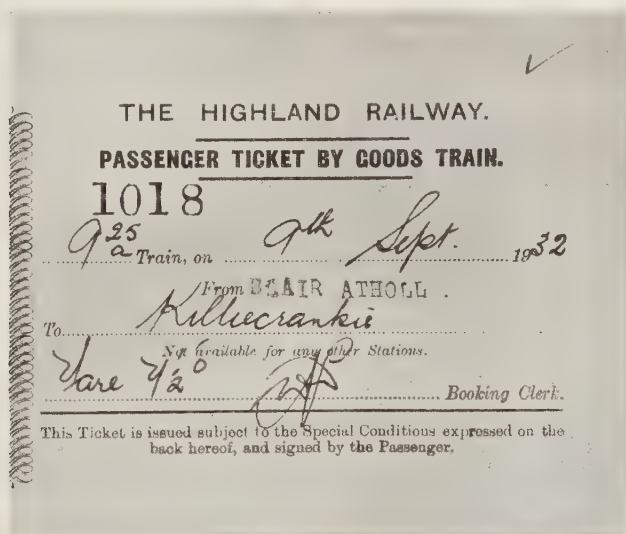 THE HIGHLAND RAILWAY.
PASSENGER TICKET BY GOODS TRAIN.
1018
9 25 a Train, on 9th Sept. 1932
From BLAIR ATHOLL.
To Killiecrankie
Not available for any other Stations.
Fare Booking Clerk.
This Ticket is issued subject to the Special Conditions expressed on the
back hereof, and signed by the Passenger.